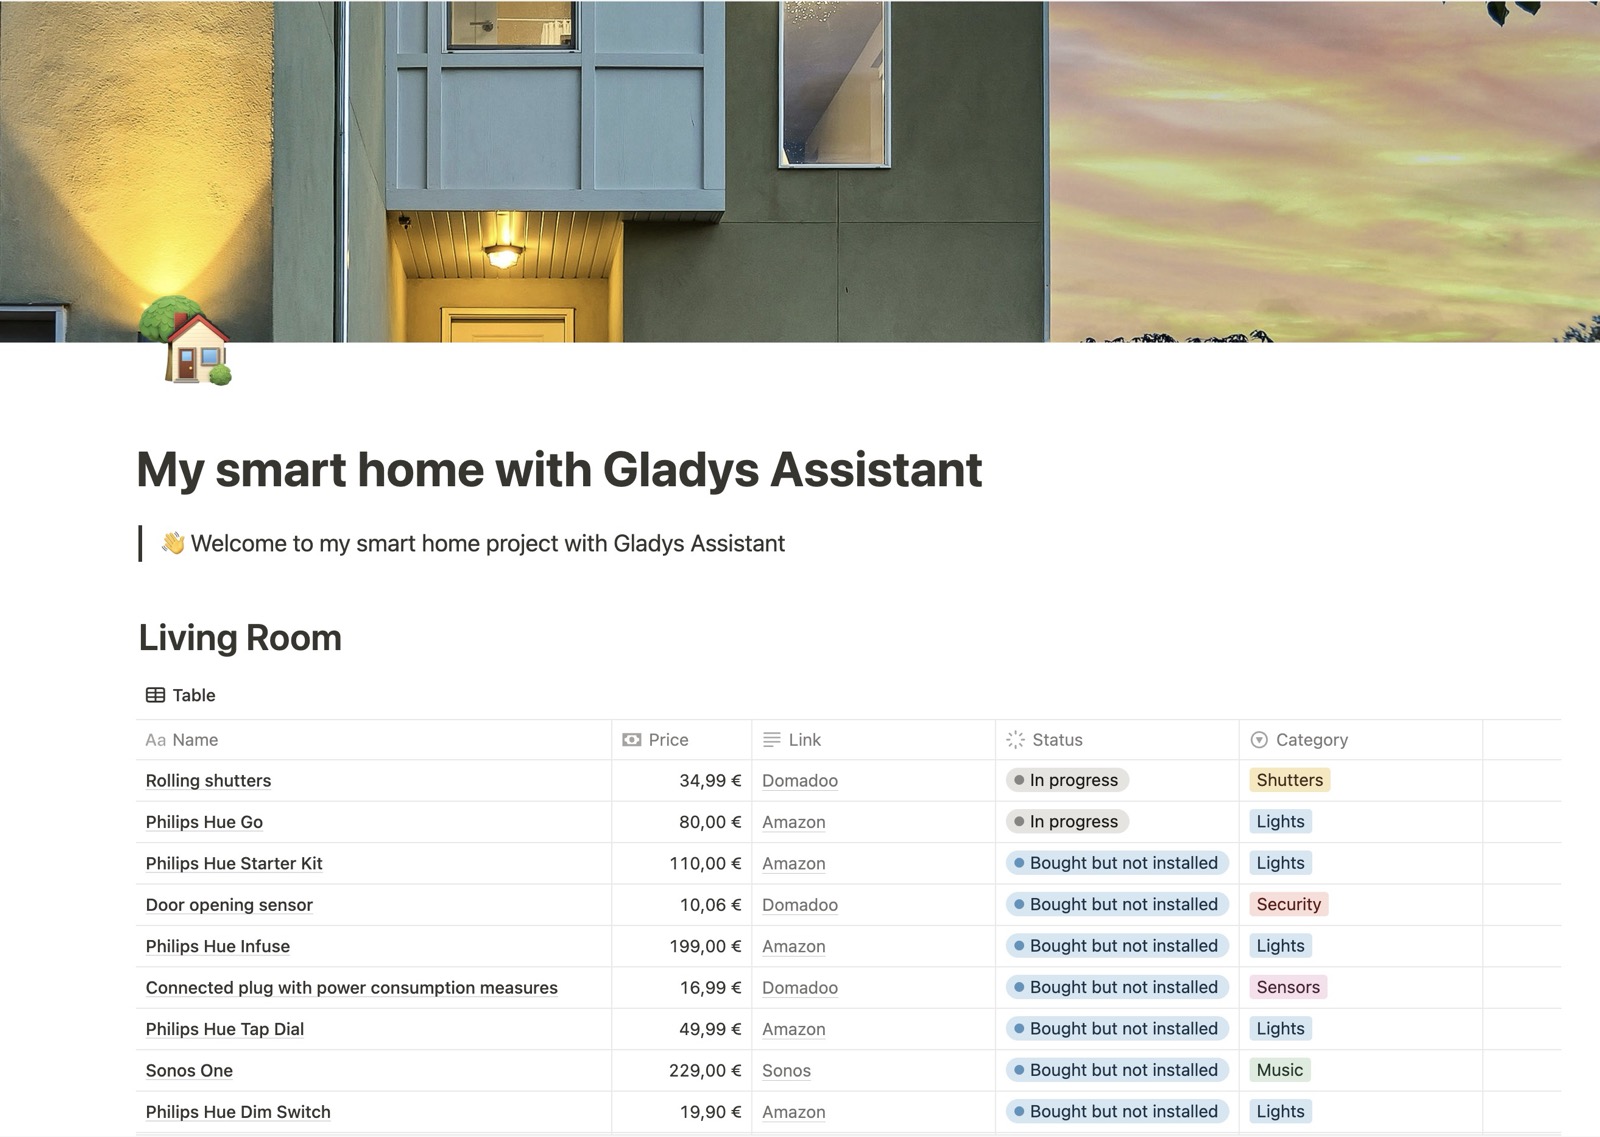 My smart home with Gladys Assistant
👋 Welcome to my smart home project with Gladys Assistant
Living Room
Table
Aa Name Price Link Status Category
Rolling shutters 34,99 € Domadoo In progress Shutters
Philips Hue Go 80,00 € Amazon In progress Lights
Philips Hue Starter Kit 110,00 € Amazon Bought but not installed Lights
Door opening sensor 10,06 € Domadoo Bought but not installed Security
Philips Hue Infuse 199,00 € Amazon Bought but not installed Lights
Connected plug with power consumption measures 16,99 € Domadoo Bought but not installed Sensors
Philips Hue Tap Dial 49,99 € Amazon Bought but not installed Lights
Sonos One 229,00 € Sonos Bought but not installed Music
Philips Hue Dim Switch 19,90 € Amazon Bought but not installed Lights